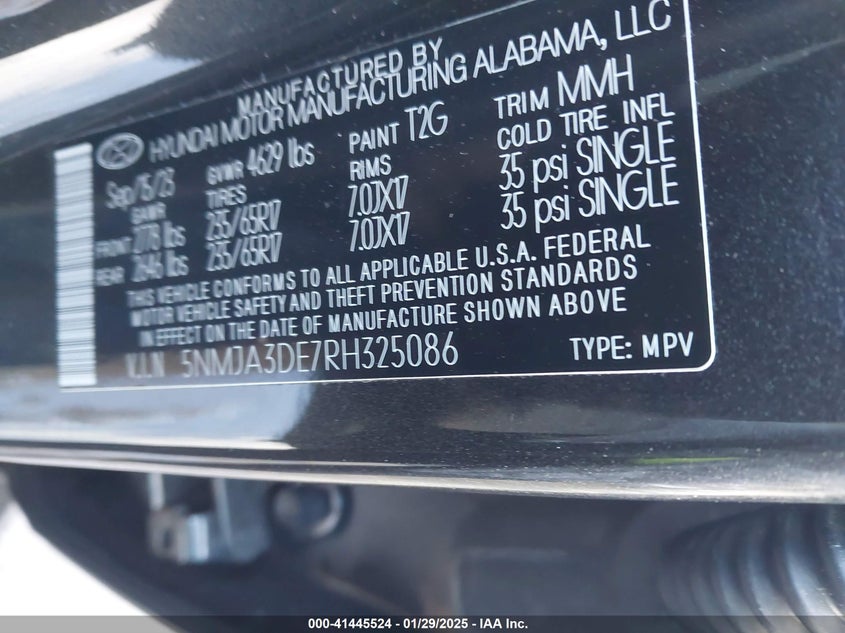 MANUFACTURED BY
HYUNDAI MOTOR MANUFACTURING ALABAMA, LLC
Sep/15/23 GVWR 4629 lbs PAINT T2G TRIM MMH
GAWR TIRES RIMS COLD TIRE INFL
FRONT 2778 lbs 235/65R17 7.0JX17 35 psi SINGLE
REAR 2646 lbs 235/65R17 7.0JX17 35 psi SINGLE
THIS VEHICLE CONFORMS TO ALL APPLICABLE U.S.A. FEDERAL
MOTOR VEHICLE SAFETY AND THEFT PREVENTION STANDARDS
IN EFFECT ON THE DATE OF MANUFACTURE SHOWN ABOVE
V.I.N 5NMJA3DE7RH325086 TYPE: MPV
000-41445524 | 01/29/2025 - IAA Inc.